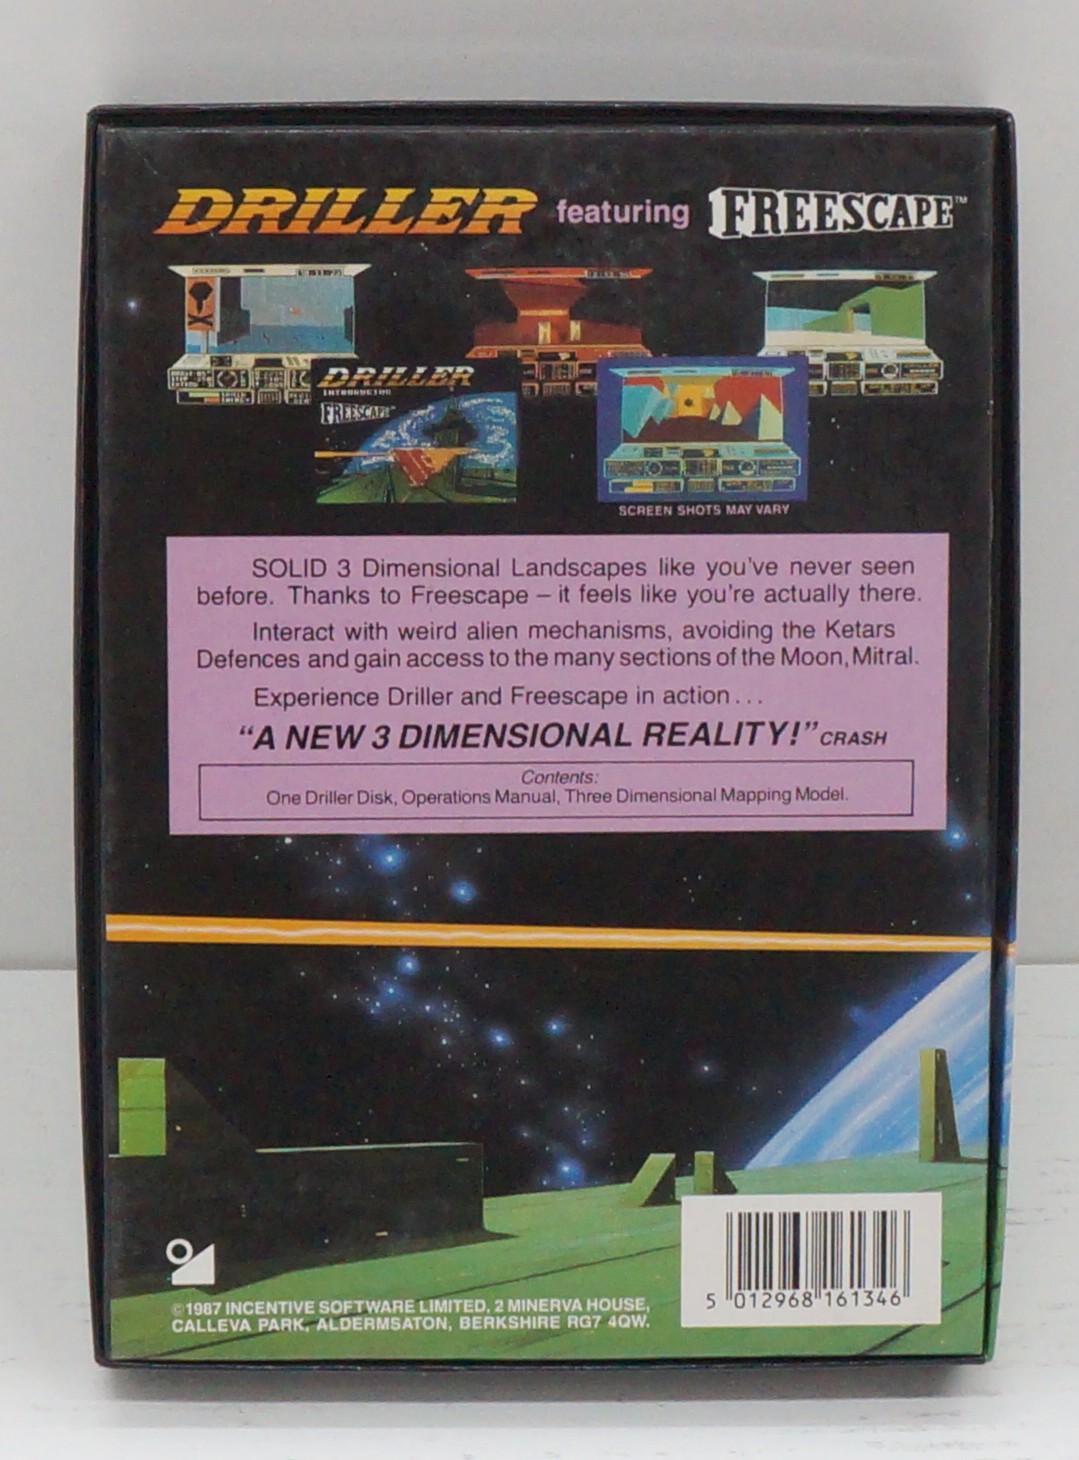 DRILLER featuring FREESCAPE™
DRILLER
FREESCAPE
SCREEN SHOTS MAY VARY
SOLID 3 Dimensional Landscapes like you've never seen
before. Thanks to Freescape – it feels like you're actually there.
Interact with weird alien mechanisms, avoiding the Ketars
Defences and gain access to the many sections of the Moon, Mitral.
Experience Driller and Freescape in action...
"A NEW 3 DIMENSIONAL REALITY!" CRASH
Contents:
One Driller Disk, Operations Manual, Three Dimensional Mapping Model.
5 012968 161346
©1987 INCENTIVE SOFTWARE LIMITED, 2 MINERVA HOUSE,
CALLEVA PARK, ALDERMSATON, BERKSHIRE RG7 4QW.